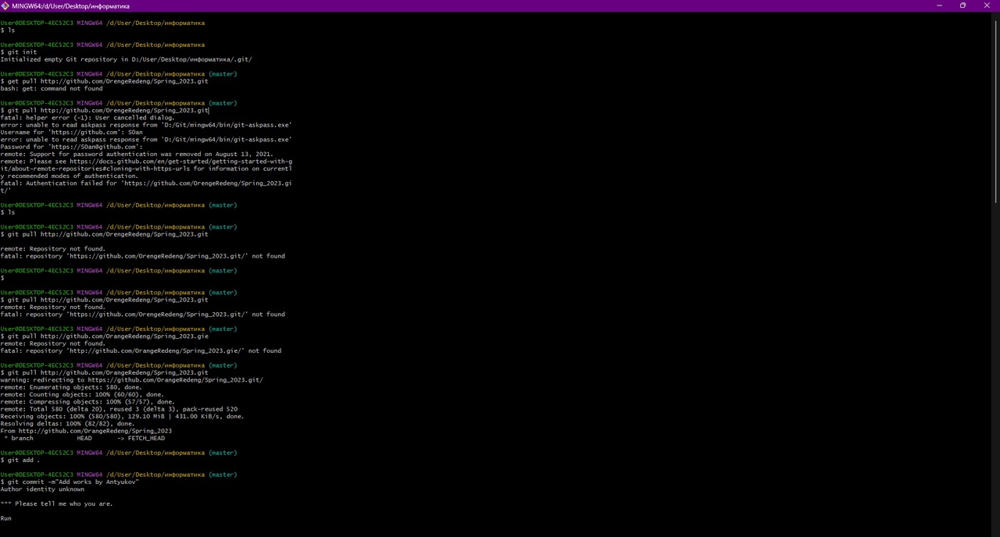 MINGW64:/d/User/Desktop/информатика
User@DESKTOP-4EC52C3 MINGW64 /d/User/Desktop/информатика
$ ls
User@DESKTOP-4EC52C3 MINGW64 /d/User/Desktop/информатика
$ git init
Initialized empty Git repository in D:/User/Desktop/информатика/.git/
User@DESKTOP-4EC52C3 MINGW64 /d/User/Desktop/информатика (master)
$ get pull http://github.com/OrengeRedeng/Spring_2023.git
bash: get: command not found
User@DESKTOP-4EC52C3 MINGW64 /d/User/Desktop/информатика (master)
$ git pull http://github.com/OrengeRedeng/Spring_2023.git
fatal: helper error (-1): User cancelled dialog.
error: unable to read askpass response from 'D:/Git/mingw64/bin/git-askpass.exe'
Username for 'https://github.com': S0an
error: unable to read askpass response from 'D:/Git/mingw64/bin/git-askpass.exe'
Password for 'https://S0an@github.com':
remote: Support for password authentication was removed on August 13, 2021.
remote: Please see https://docs.github.com/en/get-started/getting-started-with-g
it/about-remote-repositories#cloning-with-https-urls for information on currentl
y recommended modes of authentication.
fatal: Authentication failed for 'https://github.com/OrengeRedeng/Spring_2023.gi
t/'
User@DESKTOP-4EC52C3 MINGW64 /d/User/Desktop/информатика (master)
$ ls
User@DESKTOP-4EC52C3 MINGW64 /d/User/Desktop/информатика (master)
$ git pull http://github.com/OrengeRedeng/Spring_2023.git
remote: Repository not found.
fatal: repository 'https://github.com/OrengeRedeng/Spring_2023.git/' not found
User@DESKTOP-4EC52C3 MINGW64 /d/User/Desktop/информатика (master)
$
User@DESKTOP-4EC52C3 MINGW64 /d/User/Desktop/информатика (master)
$ git pull http://github.com/OrengeRedeng/Spring_2023.git
remote: Repository not found.
fatal: repository 'https://github.com/OrengeRedeng/Spring_2023.git/' not found
User@DESKTOP-4EC52C3 MINGW64 /d/User/Desktop/информатика (master)
$ git pull http://github.com/OrangeRedeng/Spring_2023.gie
remote: Repository not found.
fatal: repository 'http://github.com/OrangeRedeng/Spring_2023.gie/' not found
User@DESKTOP-4EC52C3 MINGW64 /d/User/Desktop/информатика (master)
$ git pull http://github.com/OrangeRedeng/Spring_2023.git
warning: redirecting to https://github.com/OrangeRedeng/Spring_2023.git/
remote: Enumerating objects: 580, done.
remote: Counting objects: 100% (60/60), done.
remote: Compressing objects: 100% (57/57), done.
remote: Total 580 (delta 20), reused 3 (delta 3), pack-reused 520
Receiving objects: 100% (580/580), 129.10 MiB | 431.00 KiB/s, done.
Resolving deltas: 100% (82/82), done.
From http://github.com/OrangeRedeng/Spring_2023
* branch            HEAD       -> FETCH_HEAD
User@DESKTOP-4EC52C3 MINGW64 /d/User/Desktop/информатика (master)
$ git add .
User@DESKTOP-4EC52C3 MINGW64 /d/User/Desktop/информатика (master)
$ git commit -m"Add works by Antyukov"
Author identity unknown
*** Please tell me who you are.
Run